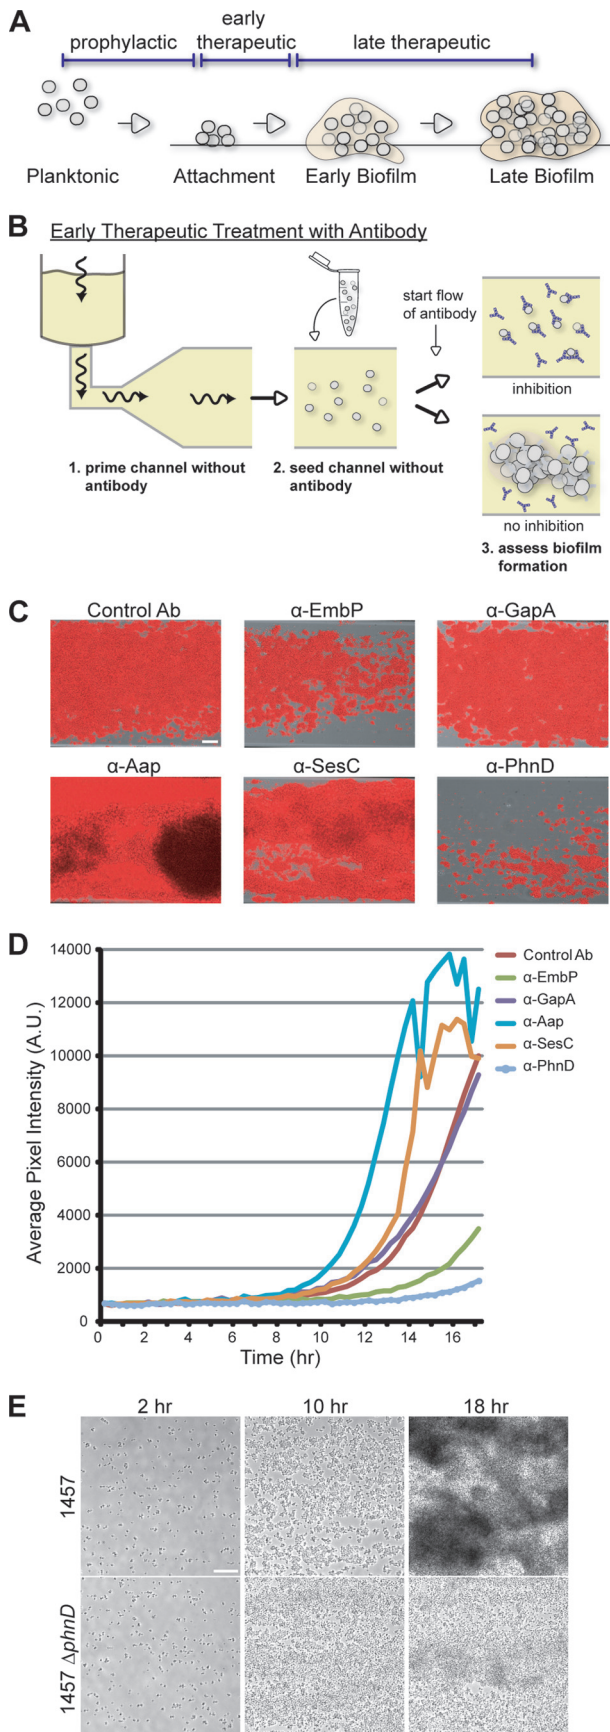 A
early
prophylactic therapeutic late therapeutic
Planktonic Attachment Early Biofilm Late Biofilm
B
Early Therapeutic Treatment with Antibody
start flow
of antibody
inhibition
1. prime channel without
antibody
2. seed channel without
antibody
no inhibition
3. assess biofilm
formation
C
Control Ab α-EmbP α-GapA
α-Aap α-SesC α-PhnD
D
Average Pixel Intensity (A.U.)
14000
12000
10000
8000
6000
4000
2000
0
0 2 4 6 8 10 12 14 16
Time (hr)
Control Ab
α-EmbP
α-GapA
α-Aap
α-SesC
α-PhnD
E
2 hr 10 hr 18 hr
1457
1457 ΔphnD